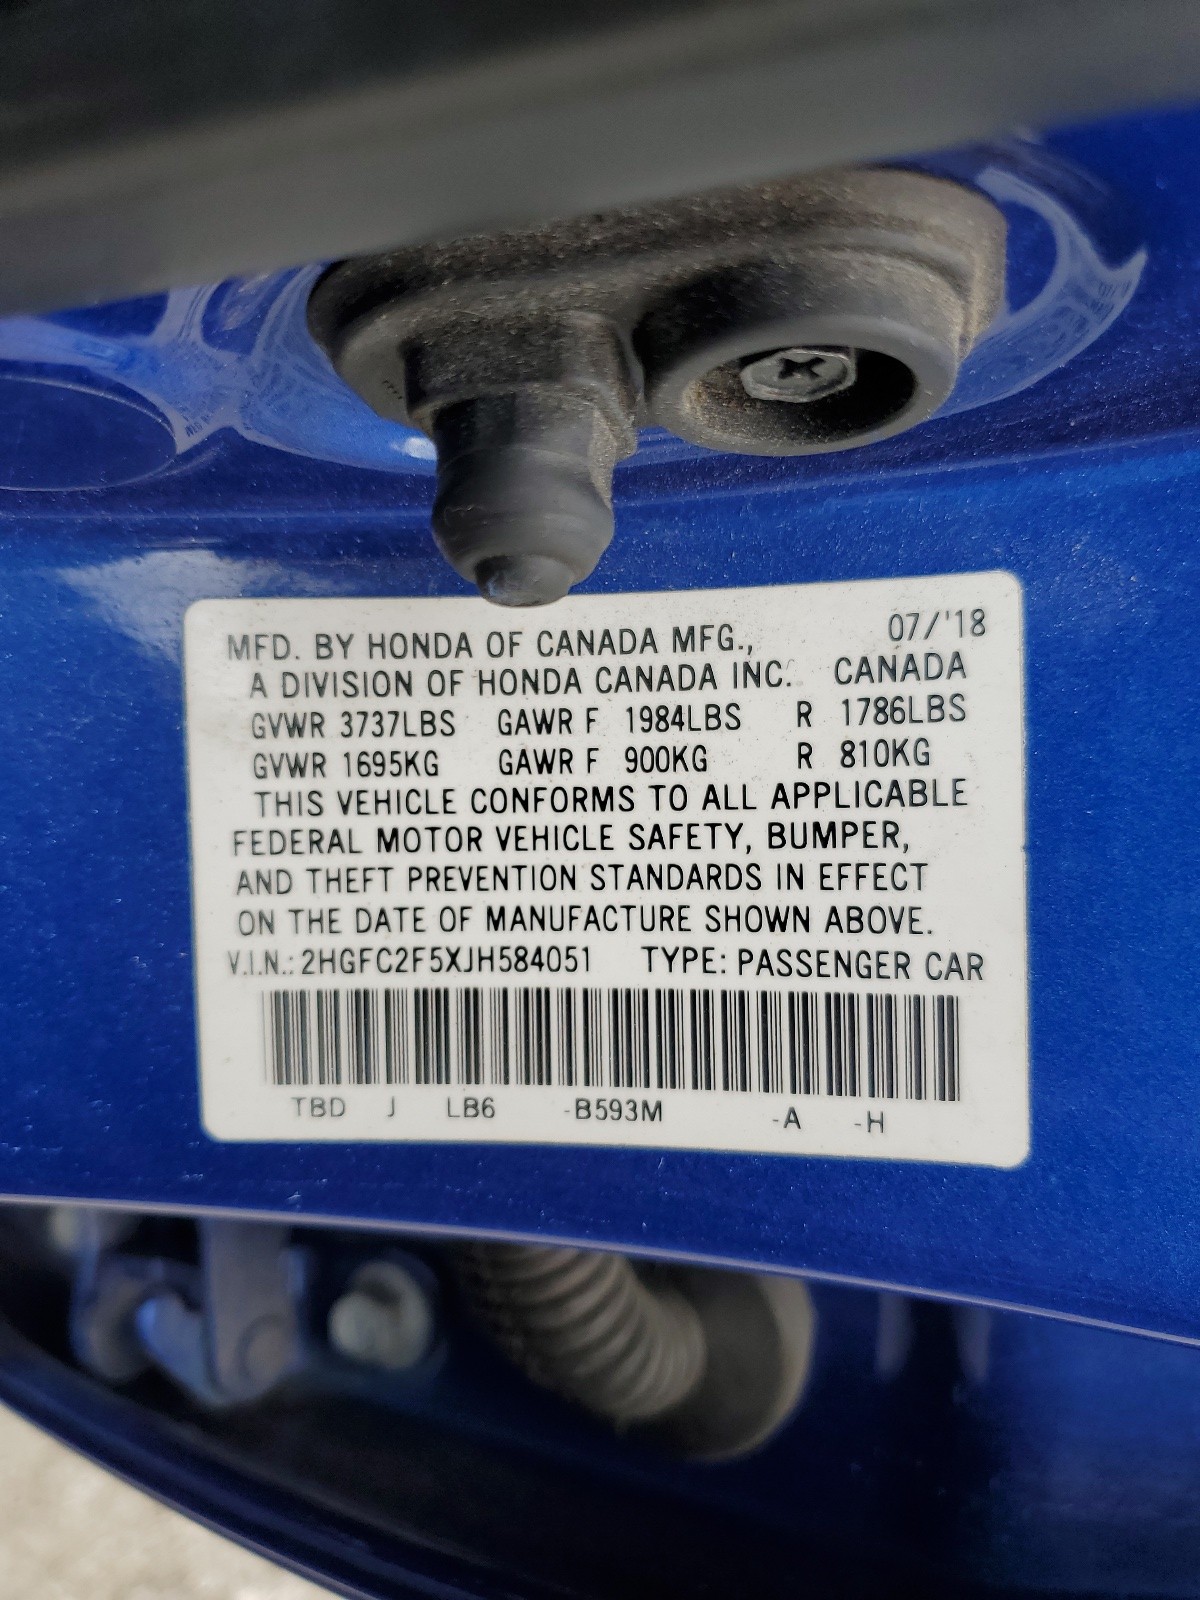 MFD. BY HONDA OF CANADA MFG., 07/'18
A DIVISION OF HONDA CANADA INC. CANADA
GVWR 3737LBS GAWR F 1984LBS R 1786LBS
GVWR 1695KG GAWR F 900KG R 810KG
THIS VEHICLE CONFORMS TO ALL APPLICABLE
FEDERAL MOTOR VEHICLE SAFETY, BUMPER,
AND THEFT PREVENTION STANDARDS IN EFFECT
ON THE DATE OF MANUFACTURE SHOWN ABOVE.
V.I.N.: 2HGFC2F5XJH584051 TYPE: PASSENGER CAR
TBD J LB6 -B593M -A -H